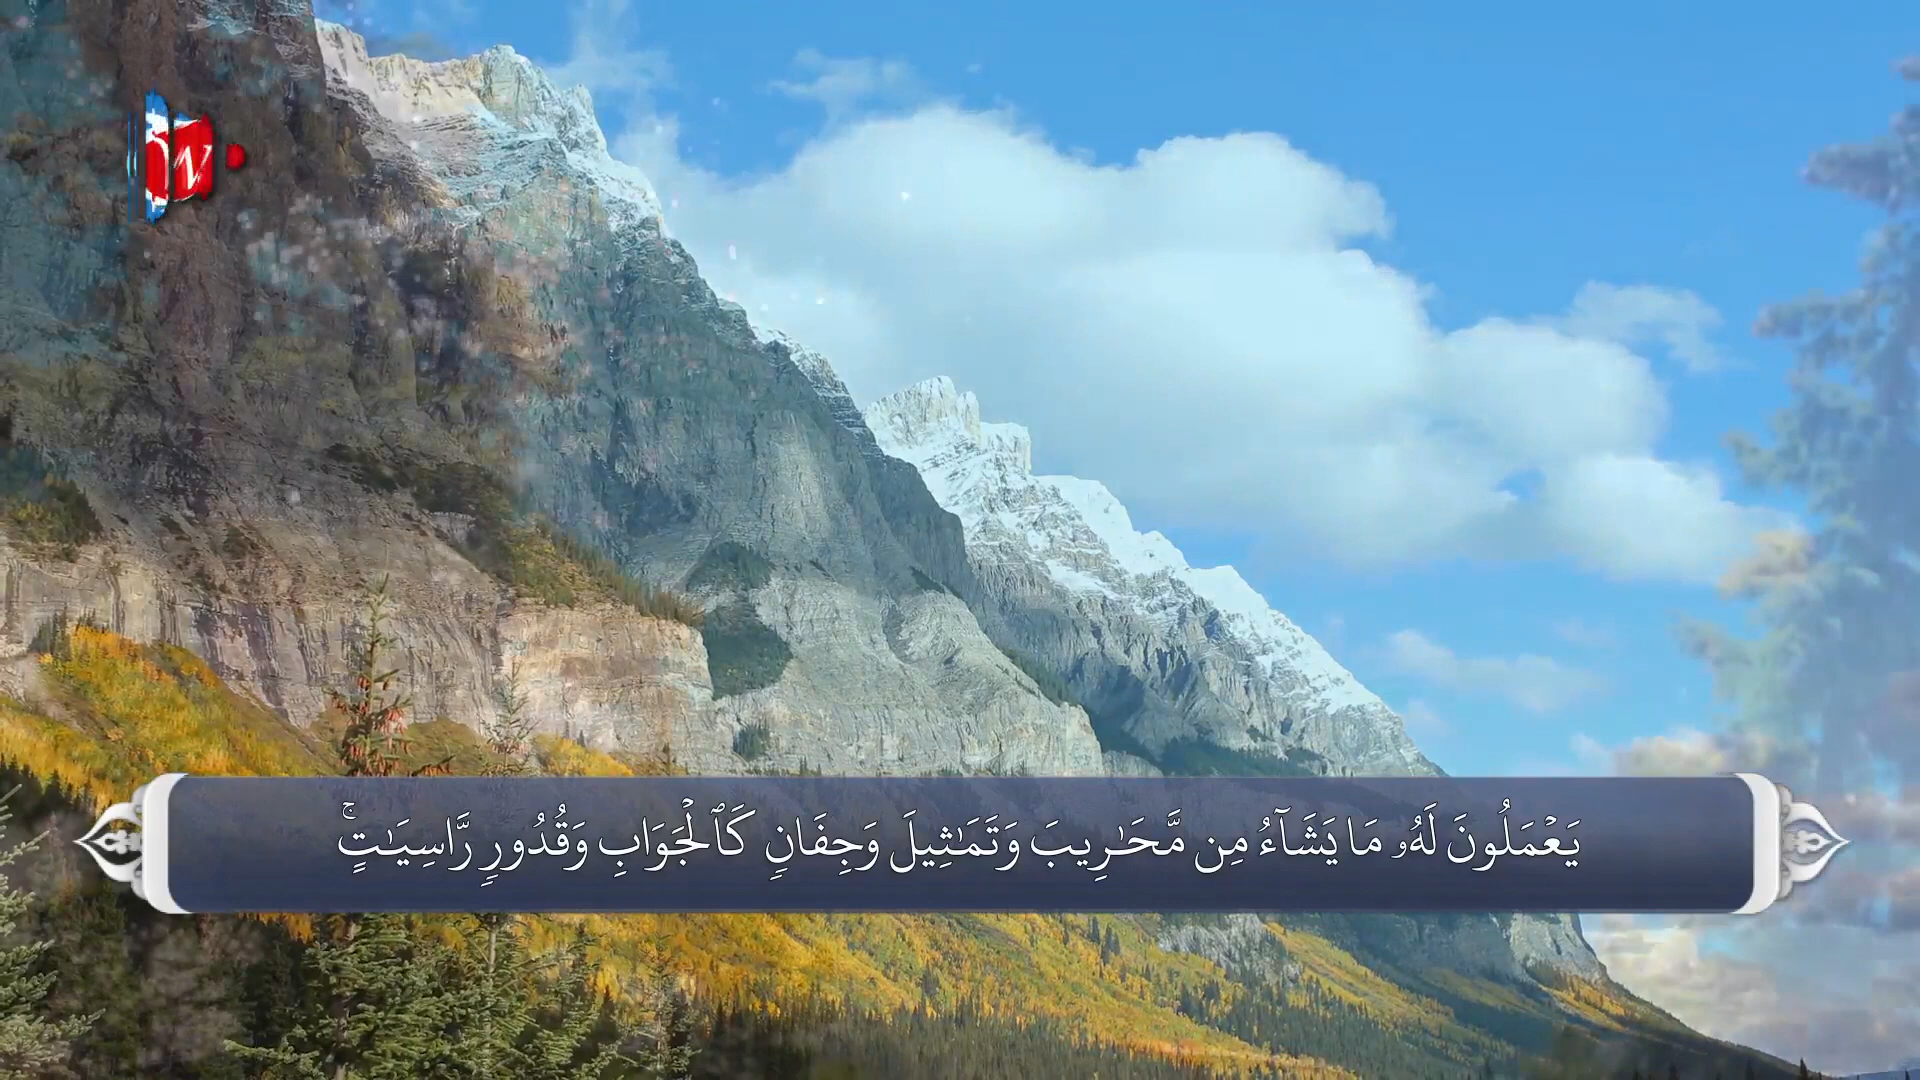 يَعۡمَلُونَ لَهُۥ مَا يَشَآءُ مِن مَّحَٰرِيبَ وَتَمَٰثِيلَ وَجِفَانٖ كَٱلۡجَوَابِ وَقُدُورٖ رَّاسِيَٰتٍۚ